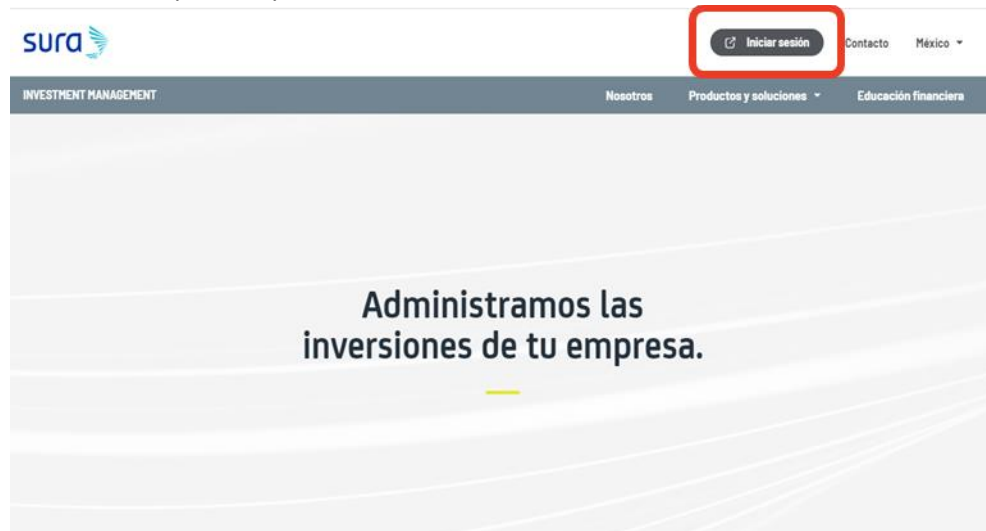 sura
Iniciar sesión
Contacto
México
INVESTMENT MANAGEMENT
Nosotros
Productos y soluciones
Educación financiera
Administramos las
inversiones de tu empresa.